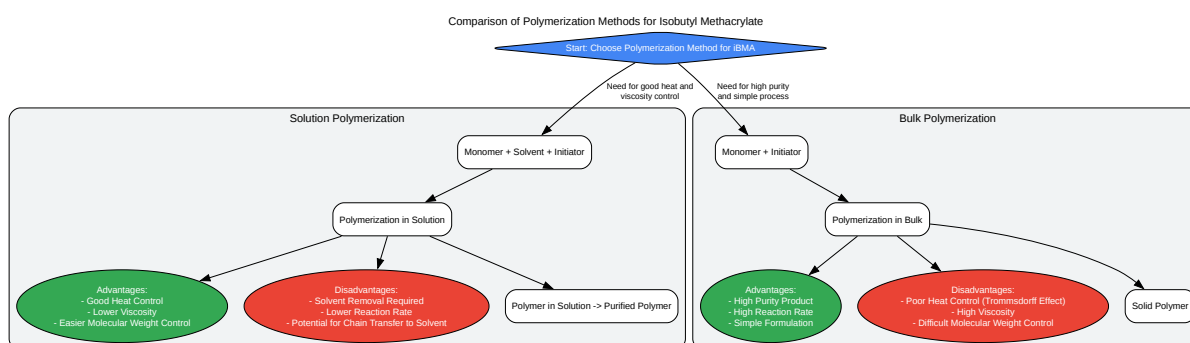 Comparison of Polymerization Methods for Isobutyl Methacrylate
Start: Choose Polymerization Method for iBMA
Need for good heat and
viscosity control
Need for high purity
and simple process
Solution Polymerization
Monomer + Solvent + Initiator
Polymerization in Solution
Advantages:
- Good Heat Control
- Lower Viscosity
- Easier Molecular Weight Control
Disadvantages:
- Solvent Removal Required
- Lower Reaction Rate
- Potential for Chain Transfer to Solvent
Polymer in Solution -> Purified Polymer
Bulk Polymerization
Monomer + Initiator
Polymerization in Bulk
Advantages:
- High Purity Product
- High Reaction Rate
- Simple Formulation
Disadvantages:
- Poor Heat Control (Trommsdorff Effect)
- High Viscosity
- Difficult Molecular Weight Control
Solid Polymer